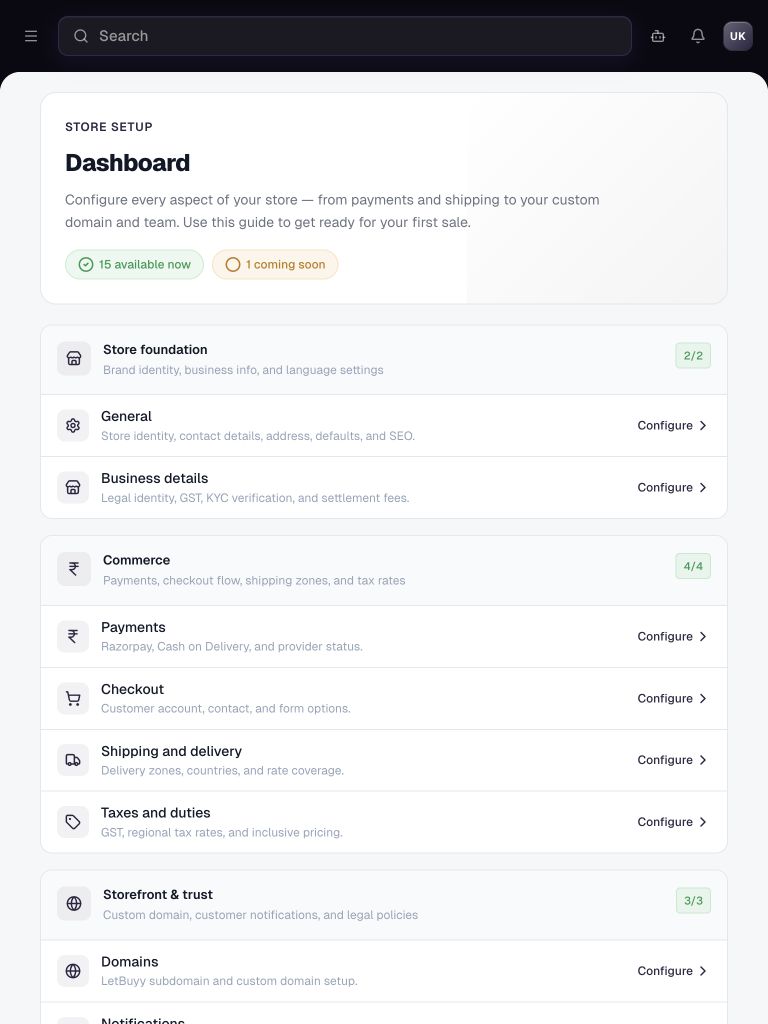 Search
UK
STORE SETUP
Dashboard
Configure every aspect of your store — from payments and shipping to your custom
domain and team. Use this guide to get ready for your first sale.
15 available now
1 coming soon
Store foundation
2/2
Brand identity, business info, and language settings
General
Configure
Store identity, contact details, address, defaults, and SEO.
Business details
Configure
Legal identity, GST, KYC verification, and settlement fees.
₹
Commerce
4/4
Payments, checkout flow, shipping zones, and tax rates
₹
Payments
Configure
Razorpay, Cash on Delivery, and provider status.
Checkout
Configure
Customer account, contact, and form options.
Shipping and delivery
Configure
Delivery zones, countries, and rate coverage.
Taxes and duties
Configure
GST, regional tax rates, and inclusive pricing.
Storefront & trust
3/3
Custom domain, customer notifications, and legal policies
Domains
Configure
LetBuyy subdomain and custom domain setup.
Notifications